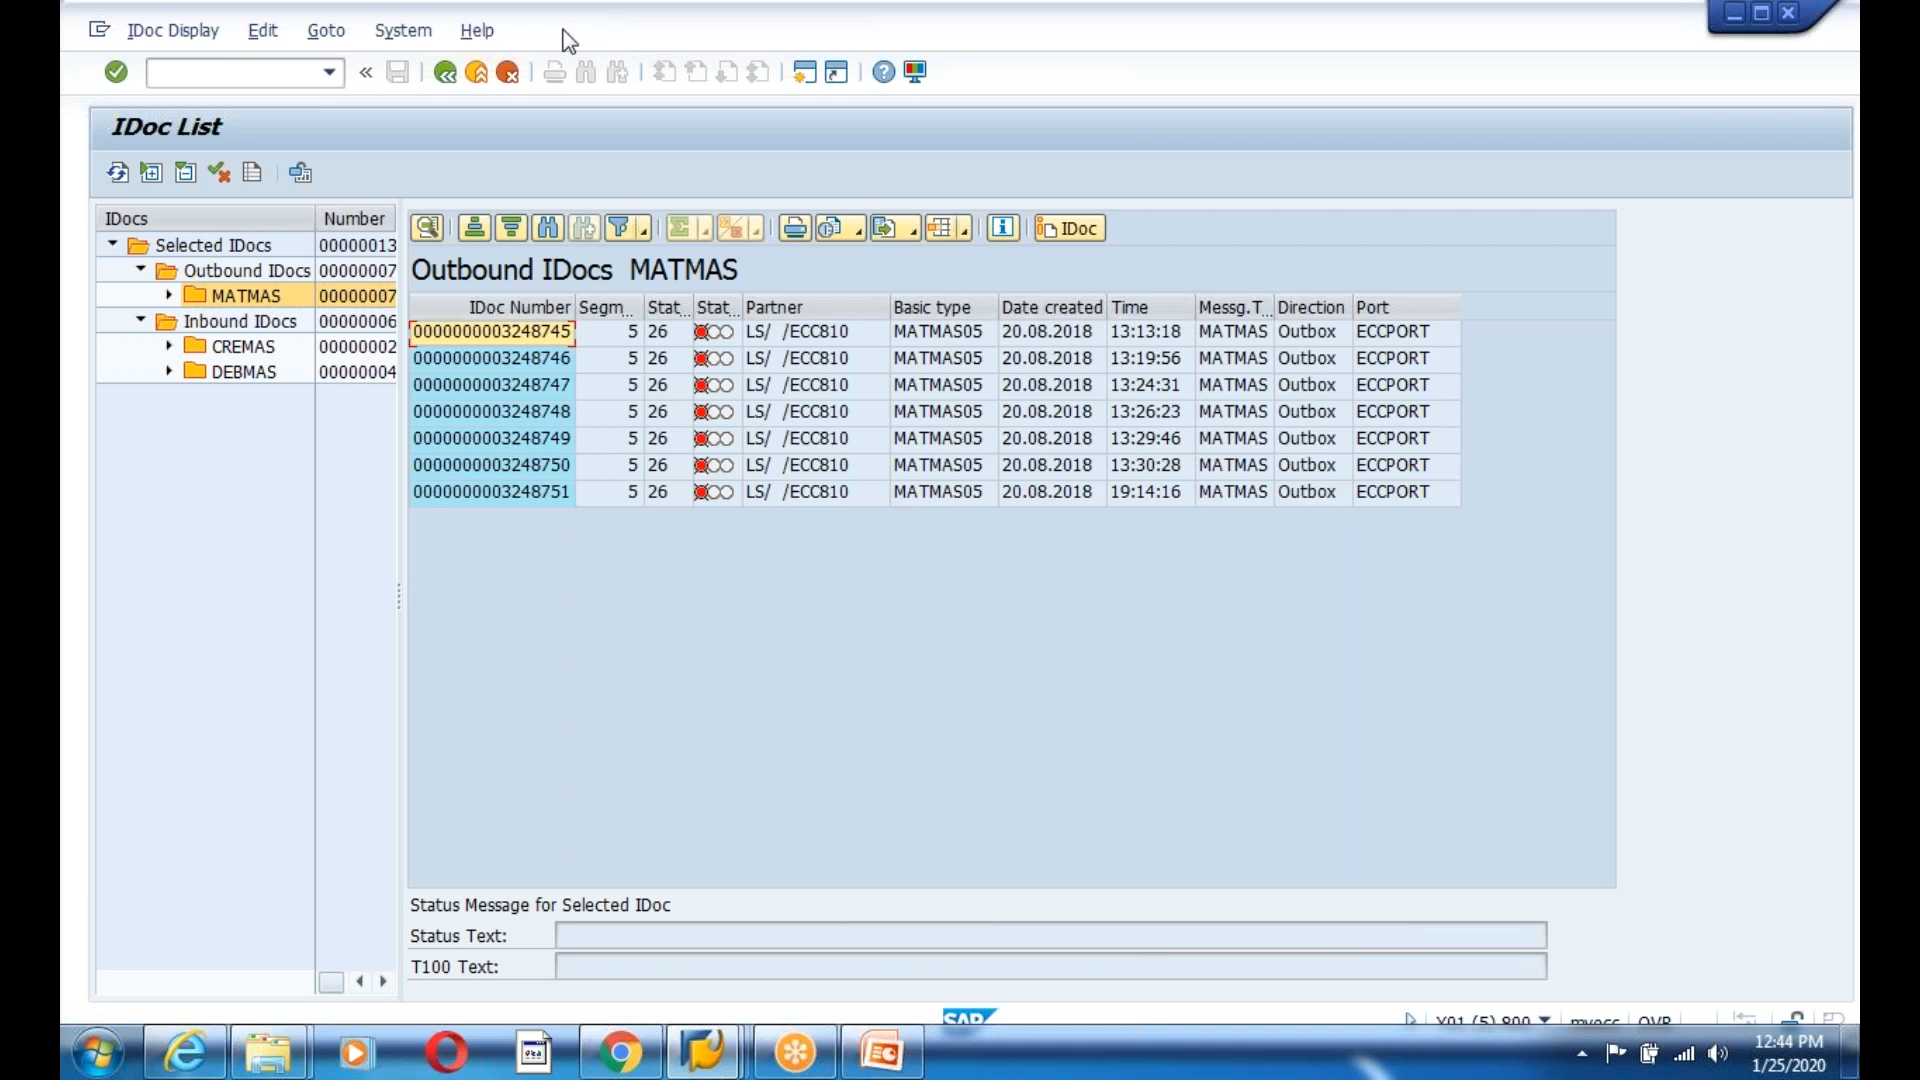 IDoc Display Edit Goto System Help
IDoc List
IDocs Number
Selected IDocs 00000013
Outbound IDocs 00000007
MATMAS 00000007
Inbound IDocs 00000006
CREMAS 00000002
DEBMAS 00000004
IDoc
Outbound IDocs MATMAS
IDoc Number Segm... Stat... Stat... Partner Basic type Date created Time Messg.T... Direction Port
0000000003248745 5 26 LS/ /ECC810 MATMAS05 20.08.2018 13:13:18 MATMAS Outbox ECCPORT
0000000003248746 5 26 LS/ /ECC810 MATMAS05 20.08.2018 13:19:56 MATMAS Outbox ECCPORT
0000000003248747 5 26 LS/ /ECC810 MATMAS05 20.08.2018 13:24:31 MATMAS Outbox ECCPORT
0000000003248748 5 26 LS/ /ECC810 MATMAS05 20.08.2018 13:26:23 MATMAS Outbox ECCPORT
0000000003248749 5 26 LS/ /ECC810 MATMAS05 20.08.2018 13:29:46 MATMAS Outbox ECCPORT
0000000003248750 5 26 LS/ /ECC810 MATMAS05 20.08.2018 13:30:28 MATMAS Outbox ECCPORT
0000000003248751 5 26 LS/ /ECC810 MATMAS05 20.08.2018 19:14:16 MATMAS Outbox ECCPORT
Status Message for Selected IDoc
Status Text:
T100 Text:
SAP
Y01 (5) 800 OVR
12:44 PM
1/25/2020